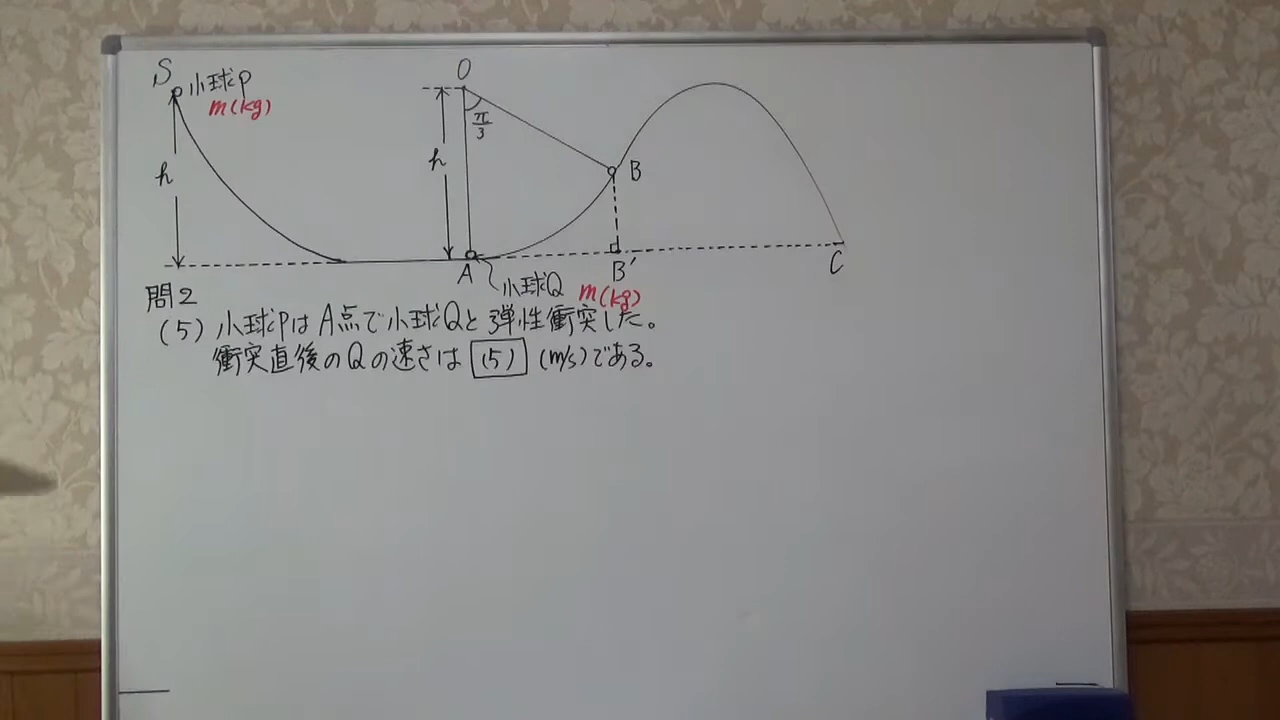 S 小球P
m(kg)
h
O
π/3
h
B
A
B′
C
小球Q m(kg)
問2
(5) 小球PはA点で小球Qと弾性衝突した。
衝突直後のQの速さは (5) (m/s)である。